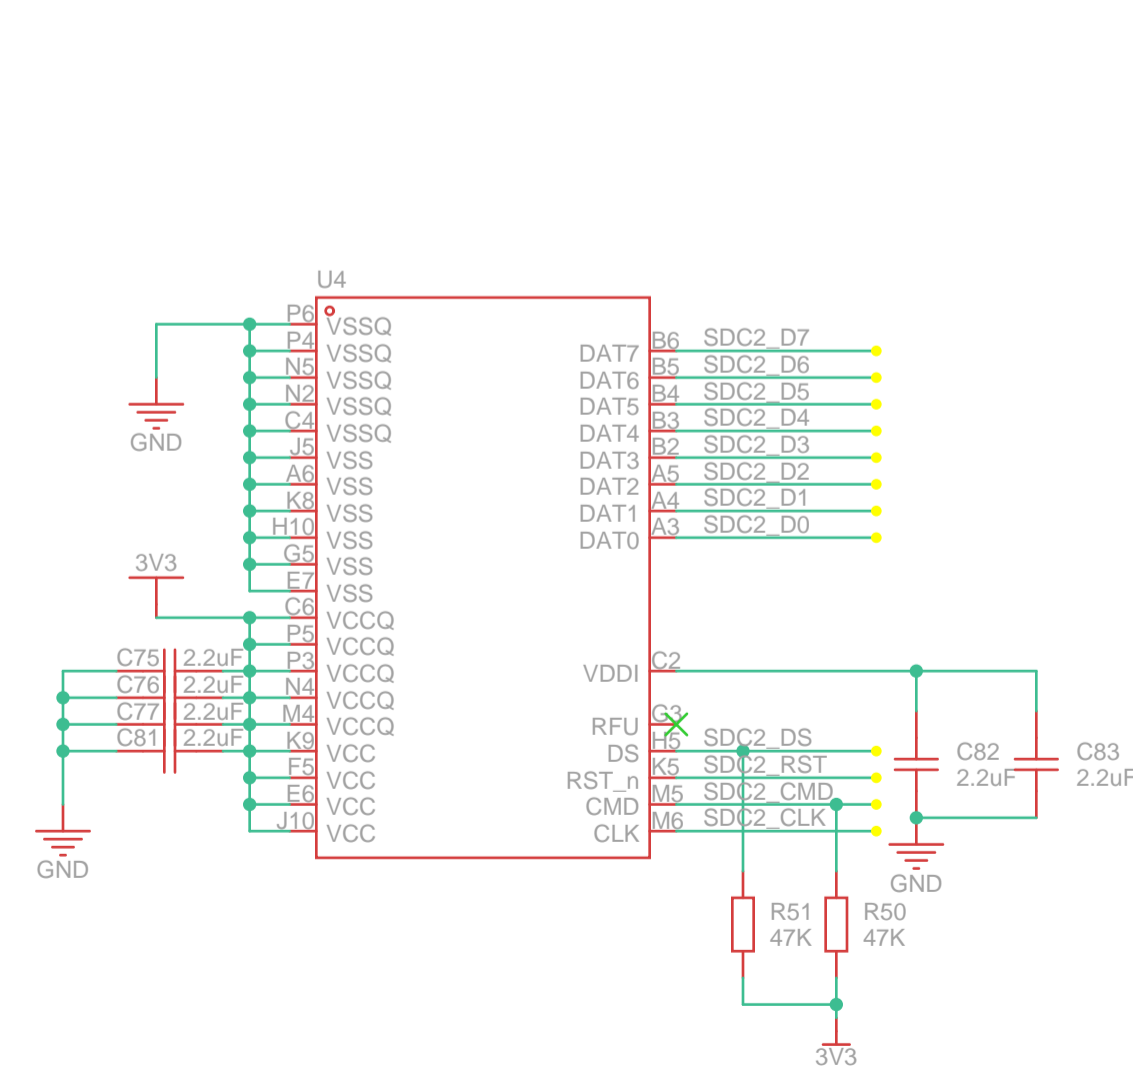 U4
P6 VSSQ
P4 VSSQ
N5 VSSQ
N2 VSSQ
C4 VSSQ
J5 VSS
A6 VSS
K8 VSS
H10 VSS
G5 VSS
E7 VSS
GND
3V3
C6 VCCQ
P5 VCCQ
C75 2.2uF P3 VCCQ
C76 2.2uF N4 VCCQ
C77 2.2uF M4 VCCQ
C81 2.2uF K9 VCC
F5 VCC
E6 VCC
J10 VCC
GND
DAT7 B6 SDC2_D7
DAT6 B5 SDC2_D6
DAT5 B4 SDC2_D5
DAT4 B3 SDC2_D4
DAT3 B2 SDC2_D3
DAT2 A5 SDC2_D2
DAT1 A4 SDC2_D1
DAT0 A3 SDC2_D0
VDDI C2
RFU G3
DS H5 SDC2_DS
RST_n K5 SDC2_RST
CMD M5 SDC2_CMD
CLK M6 SDC2_CLK
C82
2.2uF
C83
2.2uF
GND
R51
47K
R50
47K
3V3